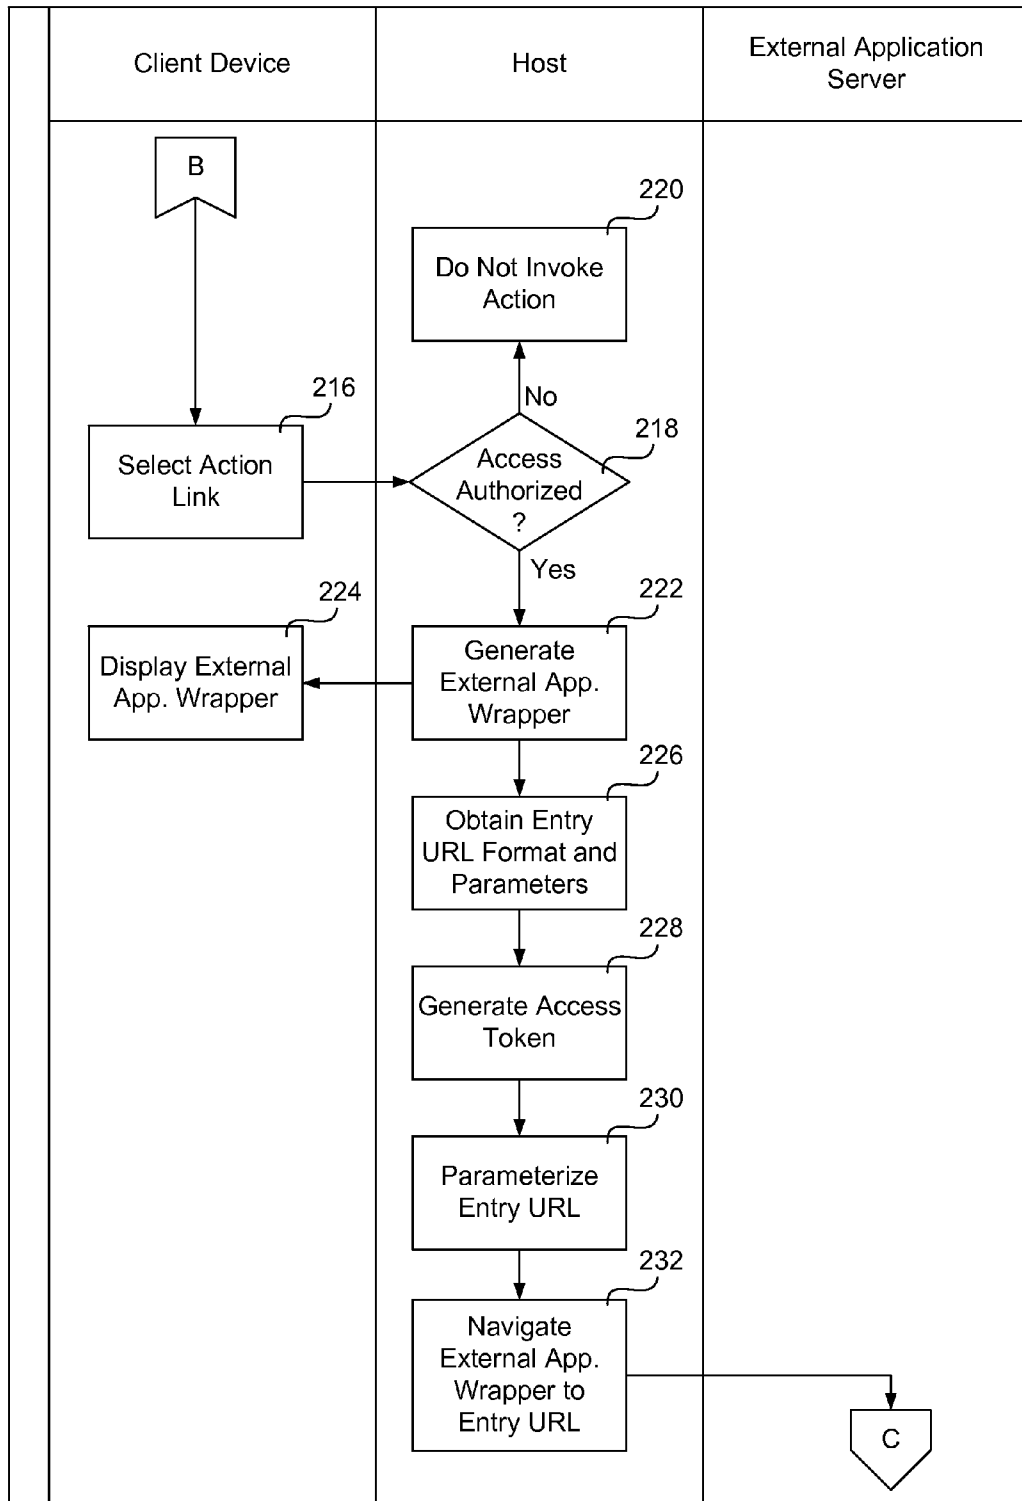 Client Device
Host
External Application
Server
B
220
Do Not Invoke
Action
No
216
218
Select Action
Link
Access
Authorized
?
Yes
224
222
Display External
App. Wrapper
Generate
External App.
Wrapper
226
Obtain Entry
URL Format and
Parameters
228
Generate Access
Token
230
Parameterize
Entry URL
232
Navigate
External App.
Wrapper to
Entry URL
C